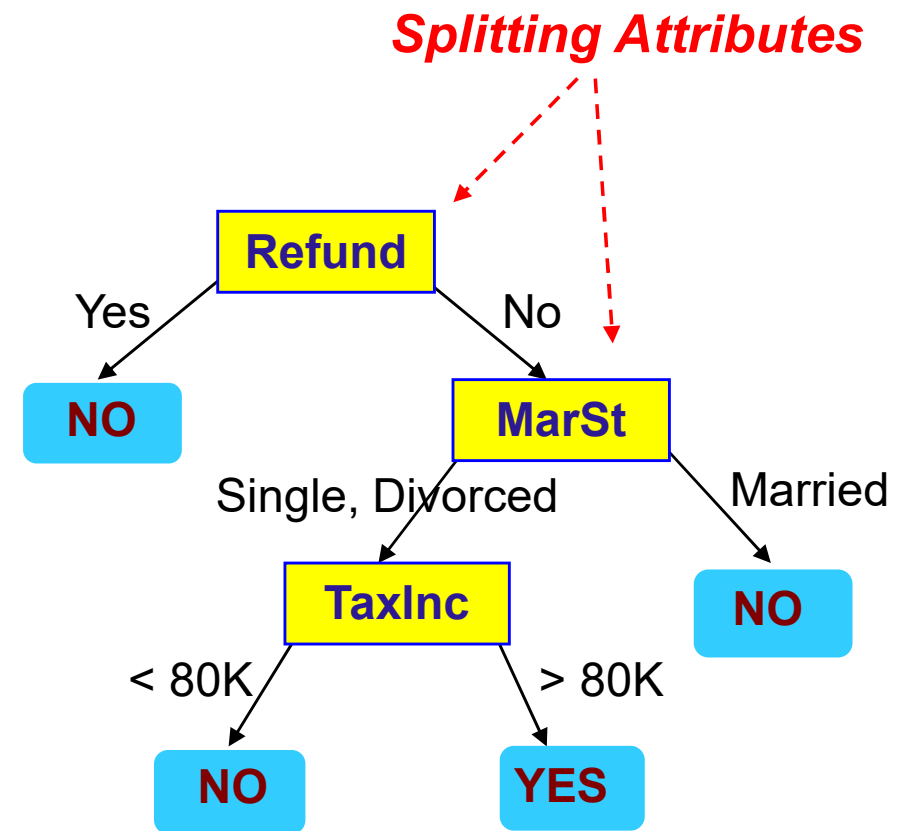 Splitting Attributes
Refund
Yes
No
NO
MarSt
Single, Divorced
Married
TaxInc
NO
< 80K
> 80K
NO
YES